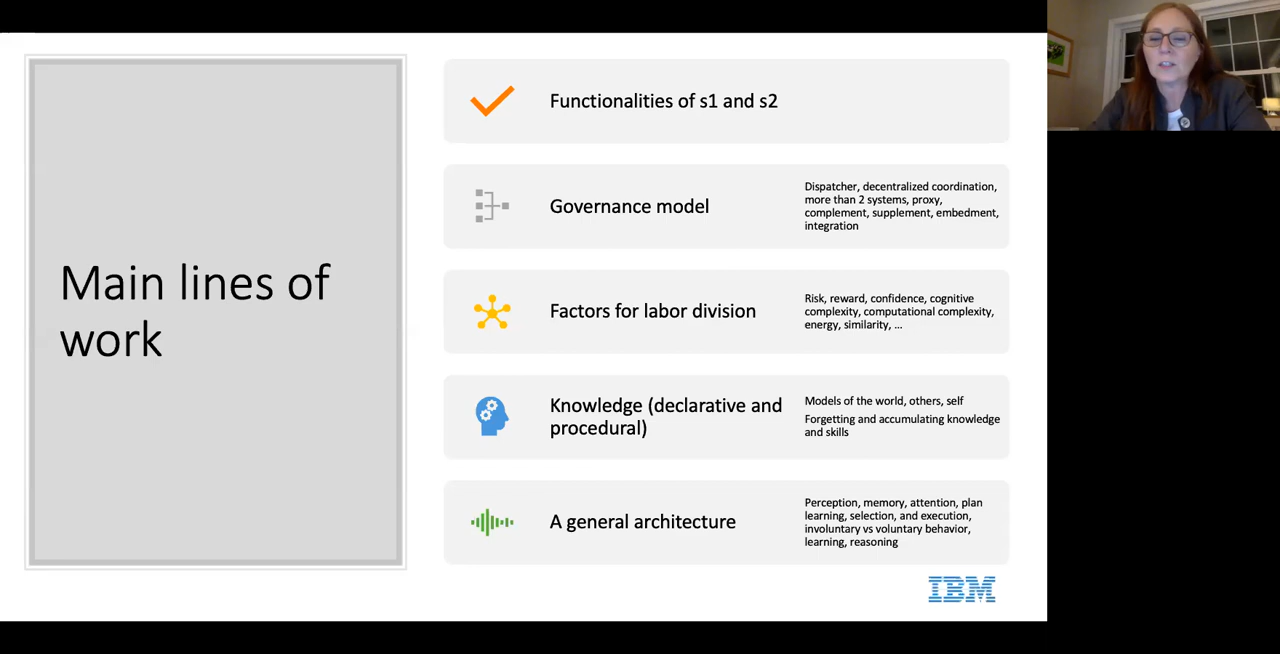 Main lines of
work
Functionalities of s1 and s2
Governance model
Dispatcher, decentralized coordination,
more than 2 systems, proxy,
complement, supplement, embedment,
integration
Factors for labor division
Risk, reward, confidence, cognitive
complexity, computational complexity,
energy, similarity, ...
Knowledge (declarative and
procedural)
Models of the world, others, self
Forgetting and accumulating knowledge
and skills
A general architecture
Perception, memory, attention, plan
learning, selection, and execution,
involuntary vs voluntary behavior,
learning, reasoning
IBM